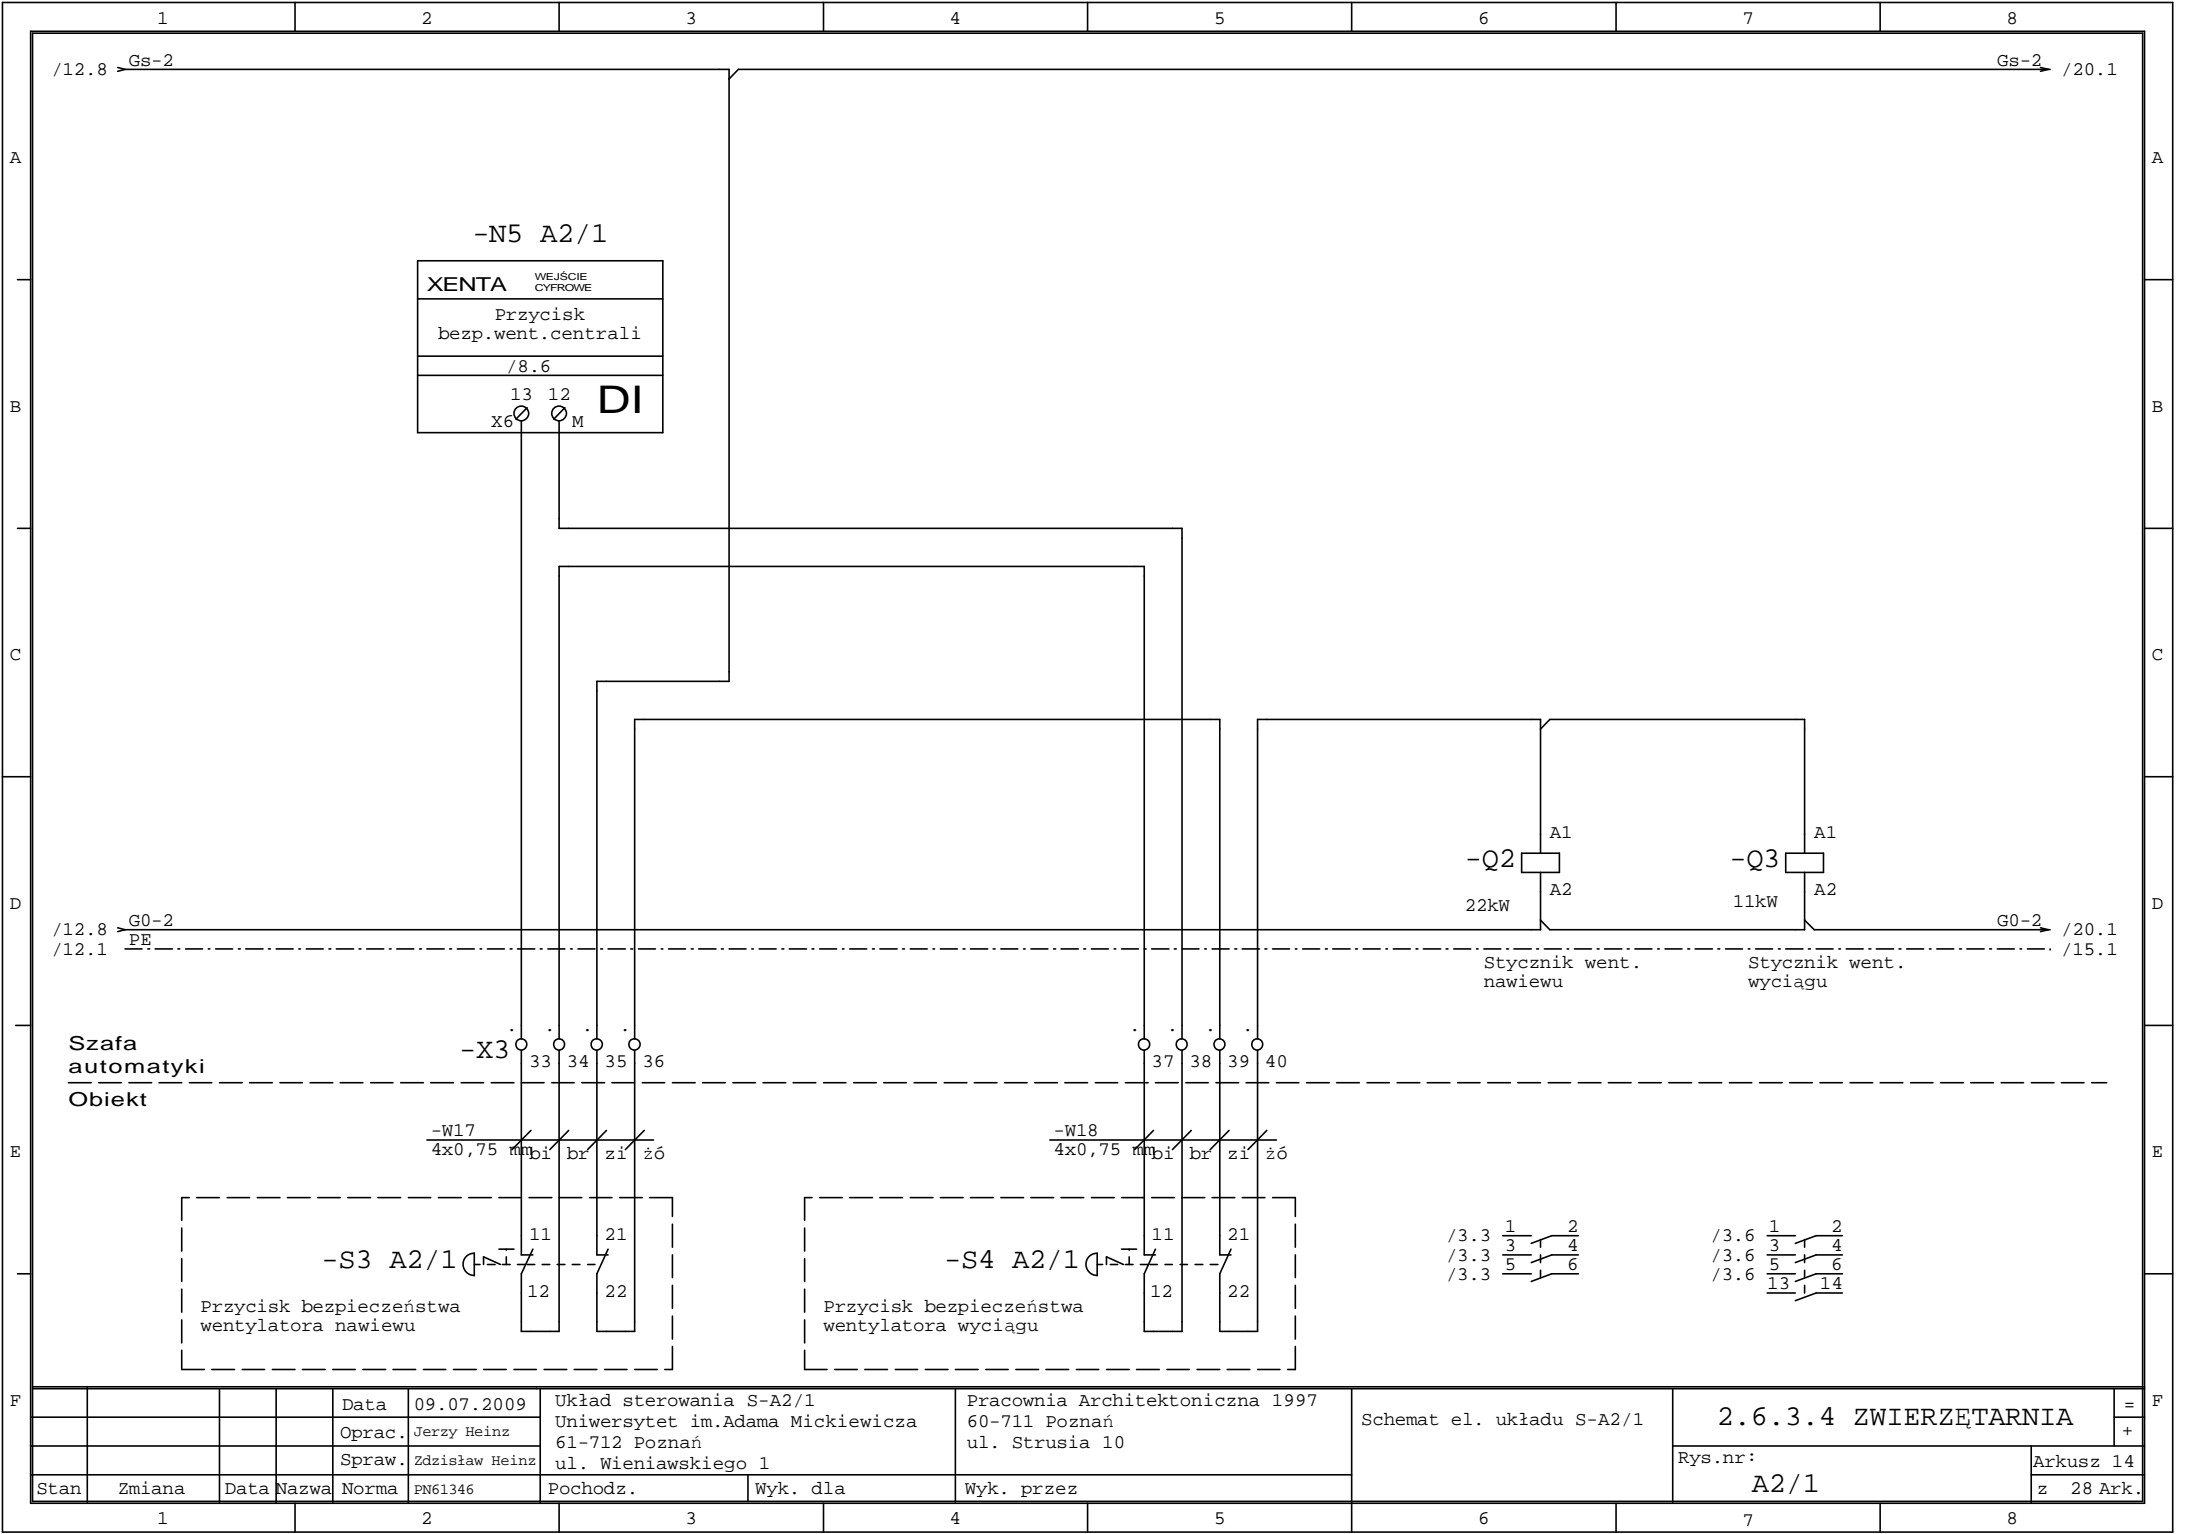 1 2 3 4 5 6 7 8
/12.8 Gs-2 Gs-2 /20.1
A A
-N5 A2/1
XENTA WEJŚCIE
CYFROWE
Przycisk
bezp.went.centrali
/8.6
13 12 DI
X6 M
B B
C C
A1 A1
-Q2 -Q3
A2 A2
22kW 11kW
D D
/12.8 G0-2 G0-2 /20.1
/12.1 PE /15.1
Stycznik went. Stycznik went.
nawiewu wyciągu
Szafa
automatyki
-X3 33 34 35 36 37 38 39 40
Obiekt
-W17 -W18
4x0,75 mm bi br zi żó 4x0,75 mm bi br zi żó
E E
11 21 11 21
-S3 A2/1 -S4 A2/1
12 22 12 22
Przycisk bezpieczeństwa Przycisk bezpieczeństwa
wentylatora nawiewu wentylatora wyciągu
/3.3 1 2 /3.6 1 2
/3.3 3 4 /3.6 3 4
/3.3 5 6 /3.6 5 6
13 14
F F
Data 09.07.2009
Oprac. Jerzy Heinz
Spraw. Zdzisław Heinz
Stan Zmiana Data Nazwa Norma PN61346
Układ sterowania S-A2/1
Uniwersytet im.Adama Mickiewicza
61-712 Poznań
ul. Wieniawskiego 1
Pochodz. Wyk. dla
Pracownia Architektoniczna 1997
60-711 Poznań
ul. Strusia 10
Wyk. przez
Schemat el. układu S-A2/1
2.6.3.4 ZWIERZĘTARNIA
=
+
Rys.nr:
A2/1
Arkusz 14
z 28 Ark.
1 2 3 4 5 6 7 8